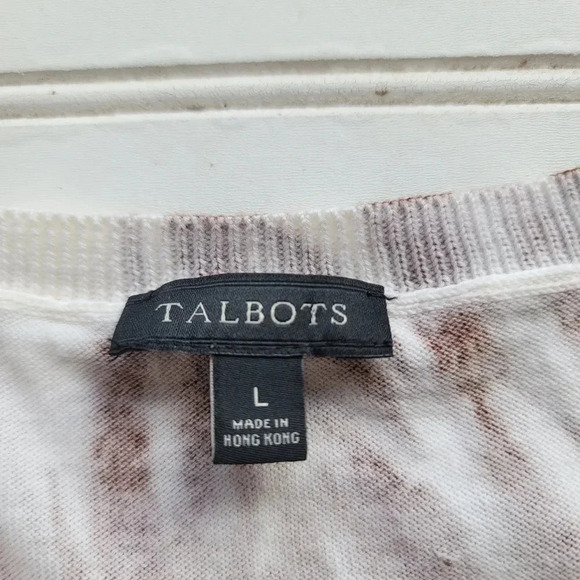 TALBOTS
L
MADE IN
HONG KONG